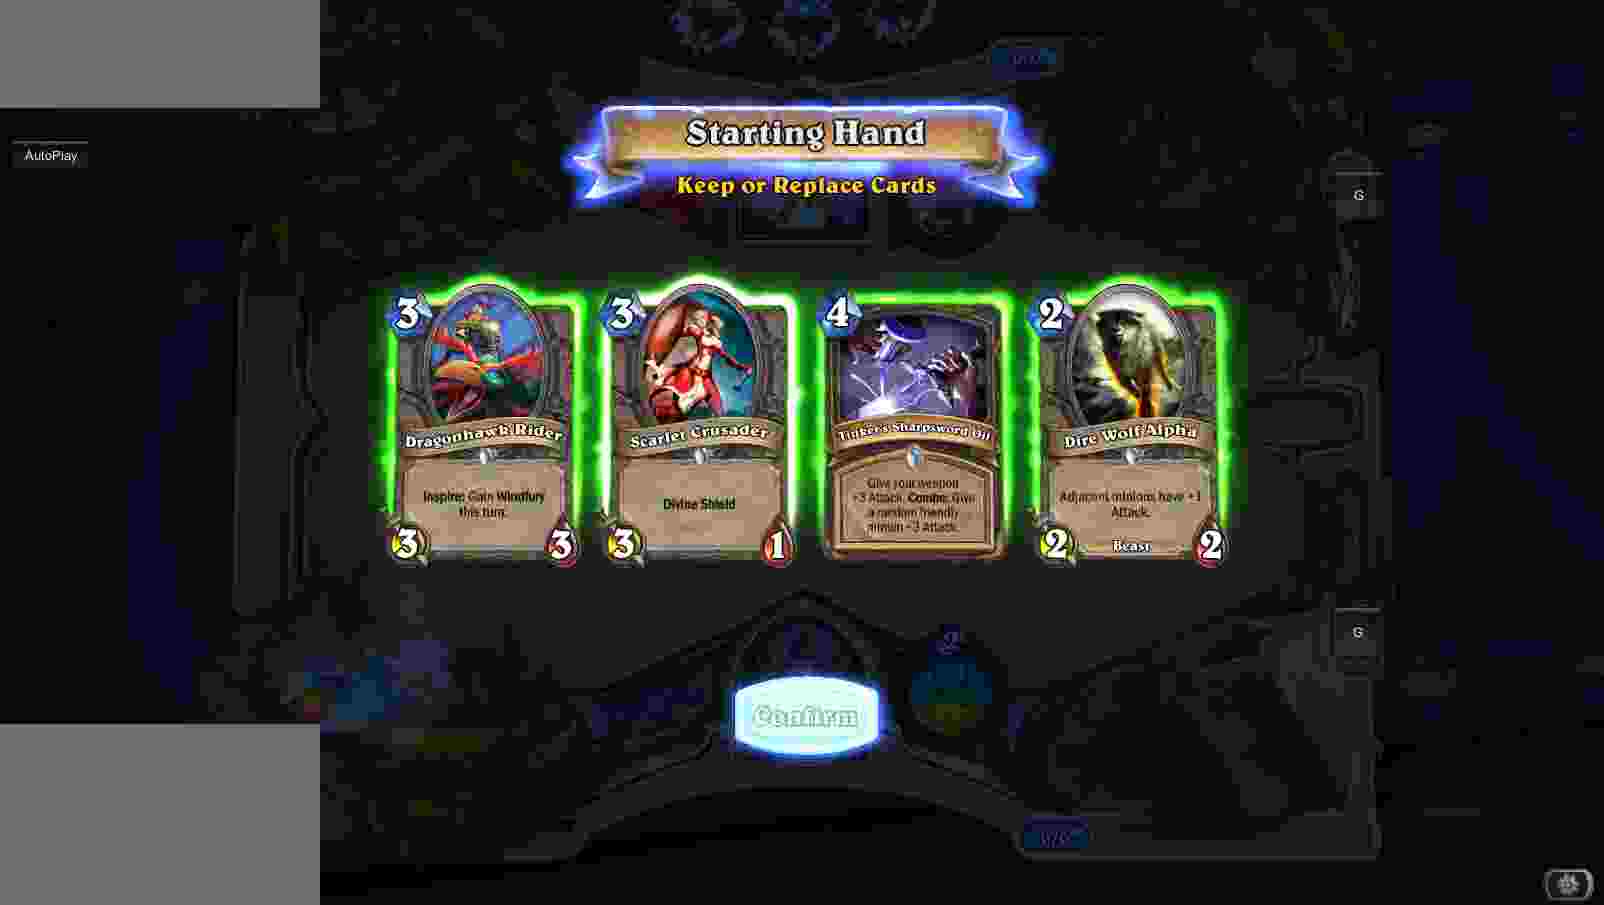 AutoPlay
Starting Hand
Keep or Replace Cards
G
3
3
4
2
Dragonhawk Rider
Scarlet Crusader
Tinker's Sharpsword Oil
Dire Wolf Alpha
Inspire: Gain Windfury
this turn.
Divine Shield
Give your weapon
+3 Attack. Combo: Give
a random friendly
minion +3 Attack.
Adjacent minions have +1
Attack.
3
3
3
1
2
Beast
2
G
2
Confirm